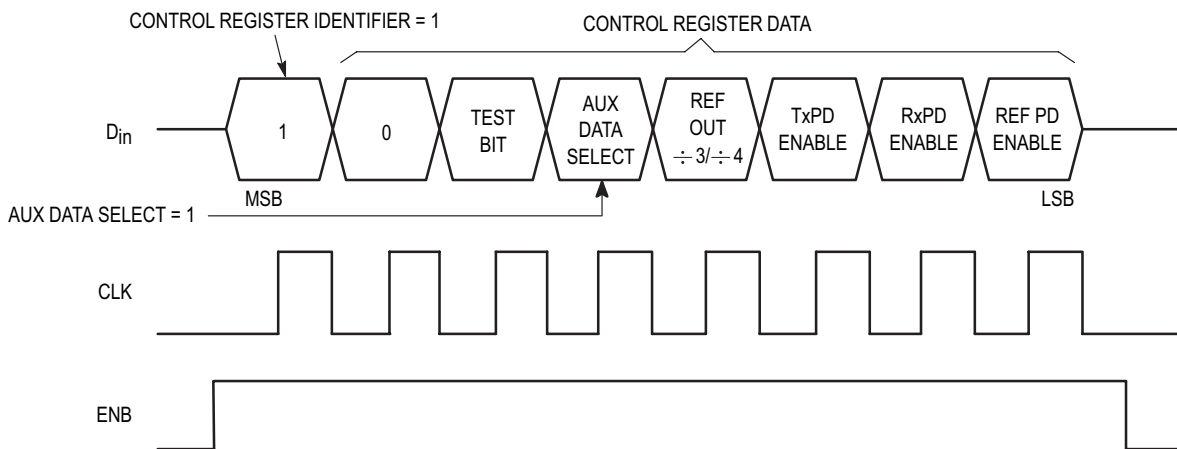 CONTROL REGISTER IDENTIFIER = 1
CONTROL REGISTER DATA
Din
1
0
TEST
BIT
AUX
DATA
SELECT
REF
OUT
÷3/÷4
TxPD
ENABLE
RxPD
ENABLE
REF PD
ENABLE
MSB
LSB
AUX DATA SELECT = 1
CLK
ENB